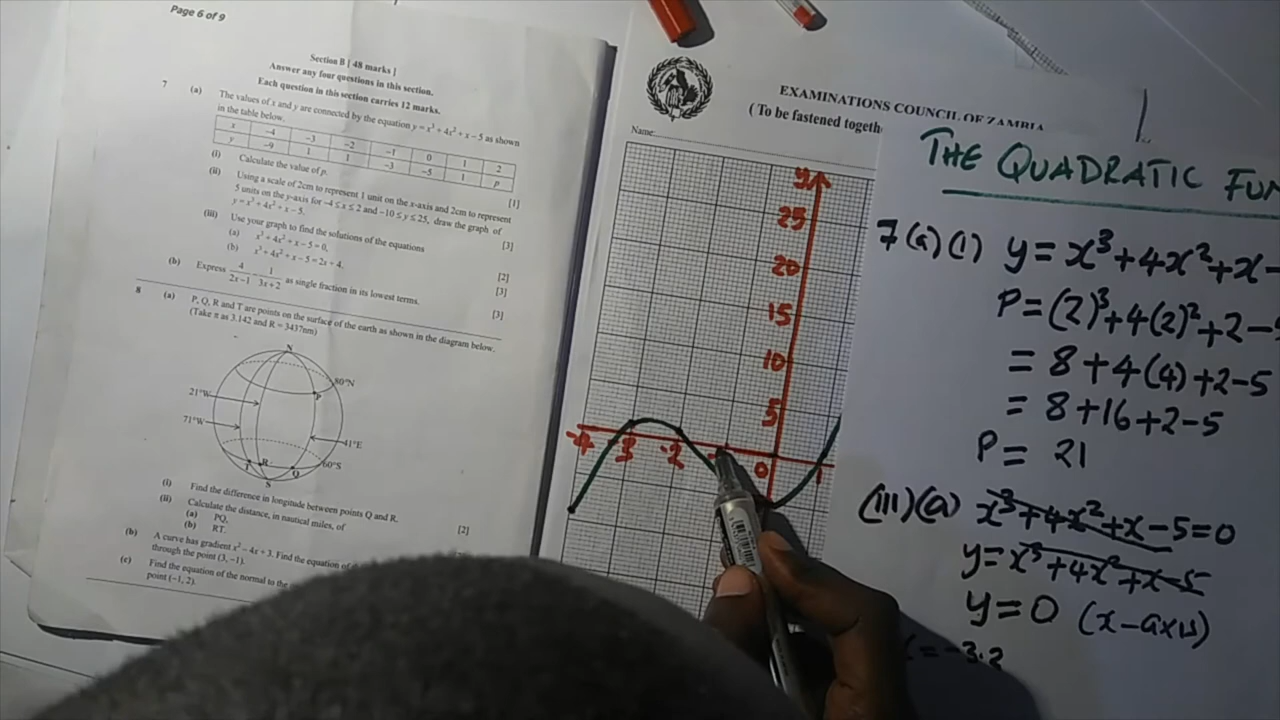 Page 6 of 9
Section B [ 48 marks ]
Answer any four questions in this section.
Each question in this section carries 12 marks.
7 (a) The values of x and y are connected by the equation y = x³ + 4x² + x − 5 as shown
in the table below.
x -4 -3 -2 -1 0 1 2
y -9 1 1 -3 -5 1 p
(i) Calculate the value of p. [1]
(ii) Using a scale of 2cm to represent 1 unit on the x-axis and 2cm to represent
5 units on the y-axis for −4 ≤ x ≤ 2 and −10 ≤ y ≤ 25, draw the graph of
y = x³ + 4x² + x − 5. [3]
(iii) Use your graph to find the solutions of the equations
(a) x³ + 4x² + x − 5 = 0, [2]
(b) x³ + 4x² + x − 5 = 2x + 4. [3]
(b) Express 4/(2x−1) − 1/(3x+2) as single fraction in its lowest terms. [3]
8 (a) P, Q, R and T are points on the surface of the earth as shown in the diagram below.
(Take π as 3.142 and R = 3437nm)
N
80°N
21°W
P
71°W
41°E
60°S
T R Q
S
(i) Find the difference in longitude between points Q and R. [2]
(ii) Calculate the distance, in nautical miles, of
(a) PQ,
(b) RT.
(b) A curve has gradient x² − 4x + 3. Find the equation of
through the point (3, −1).
(c) Find the equation of the normal to the
point (−1, 2).
EXAMINATIONS COUNCIL OF ZAMBIA
( To be fastened togeth
Name
y
25
20
15
10
5
-4 -3 -2 0 1
THE QUADRATIC FUN
7(a)(i) y = x³ + 4x² + x −
P = (2)³ + 4(2)² + 2 − 5
= 8 + 4(4) + 2 − 5
= 8 + 16 + 2 − 5
P = 21
(iii)(a) x³ + 4x² + x − 5 = 0
y = x³ + 4x² + x − 5
y = 0 (x-axis)
= -3.2